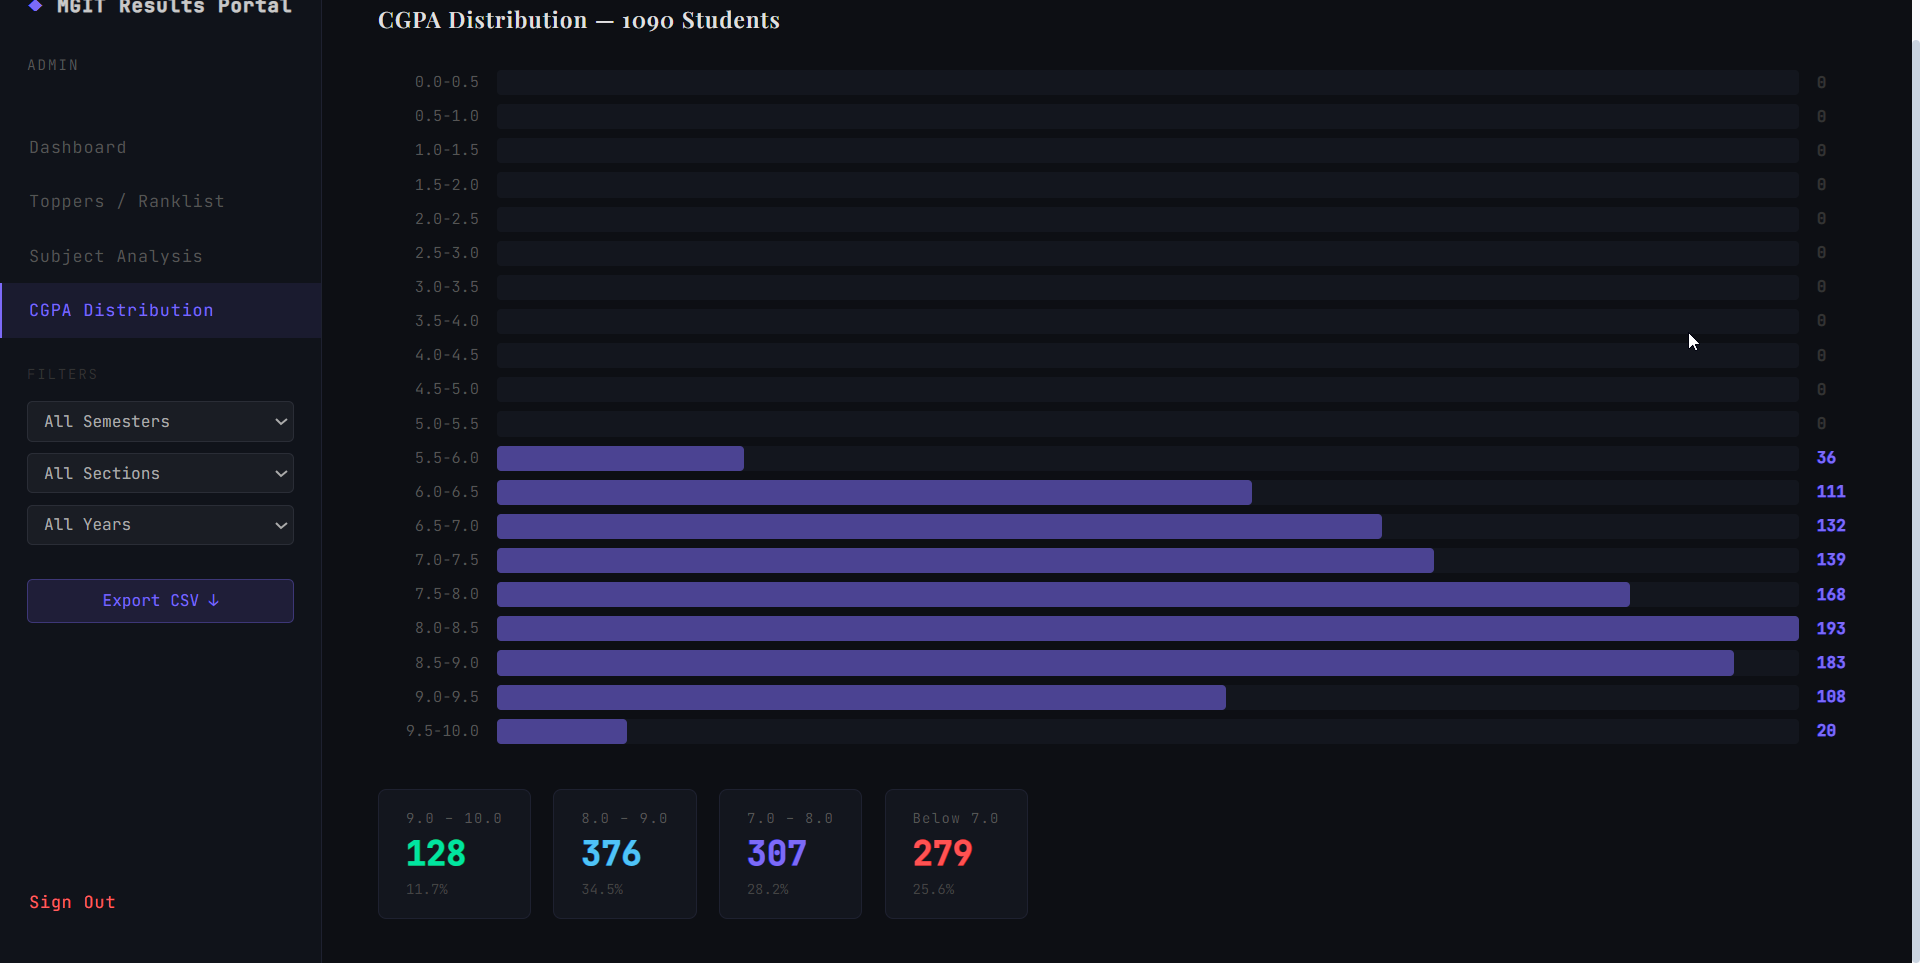 ◆ MGIT Results Portal
ADMIN
Dashboard
Toppers / Ranklist
Subject Analysis
CGPA Distribution
FILTERS
All Semesters
All Sections
All Years
Export CSV ↓
Sign Out
CGPA Distribution — 1090 Students
0.0-0.5 0
0.5-1.0 0
1.0-1.5 0
1.5-2.0 0
2.0-2.5 0
2.5-3.0 0
3.0-3.5 0
3.5-4.0 0
4.0-4.5 0
4.5-5.0 0
5.0-5.5 0
5.5-6.0 36
6.0-6.5 111
6.5-7.0 132
7.0-7.5 139
7.5-8.0 168
8.0-8.5 193
8.5-9.0 183
9.0-9.5 108
9.5-10.0 20
9.0 – 10.0
128
11.7%
8.0 – 9.0
376
34.5%
7.0 – 8.0
307
28.2%
Below 7.0
279
25.6%